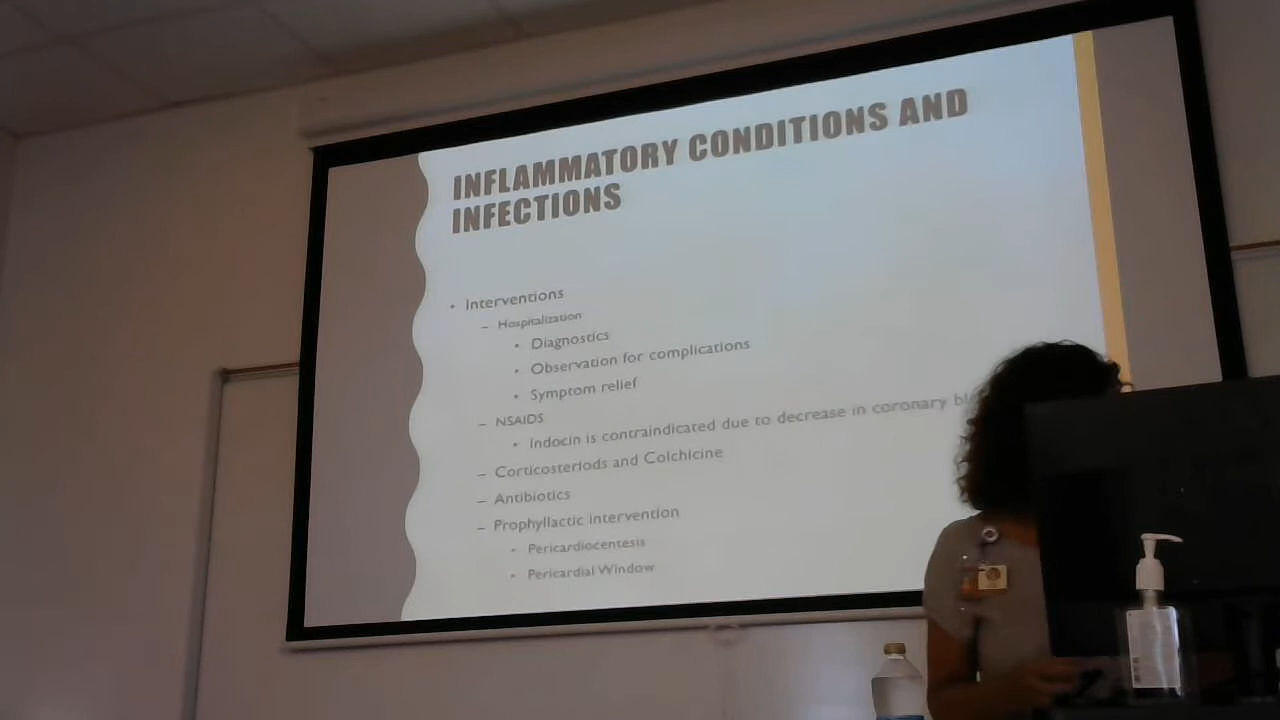 INFLAMMATORY CONDITIONS AND
INFECTIONS
• Interventions
– Hospitalization
• Diagnostics
• Observation for complications
• Symptom relief
– NSAIDS
• Indocin is contraindicated due to decrease in coronary
– Corticosteriods and Colchicine
– Antibiotics
– Prophyllactic intervention
• Pericardiocentesis
• Pericardial Window